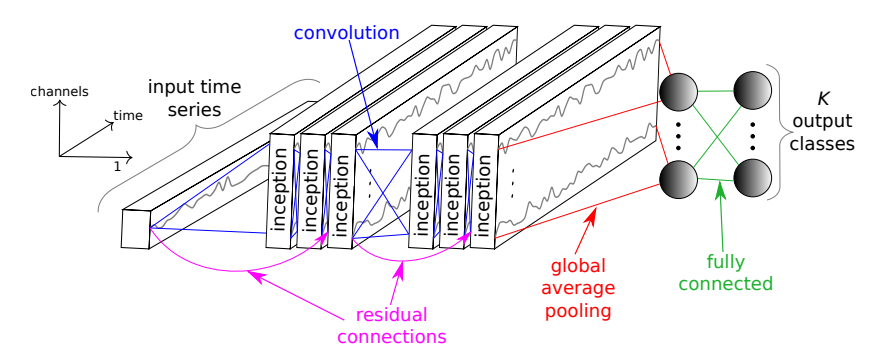 convolution
channels
time
1
input time
series
inception
inception
inception
inception
inception
inception
K
output
classes
global
average
pooling
fully
connected
residual
connections